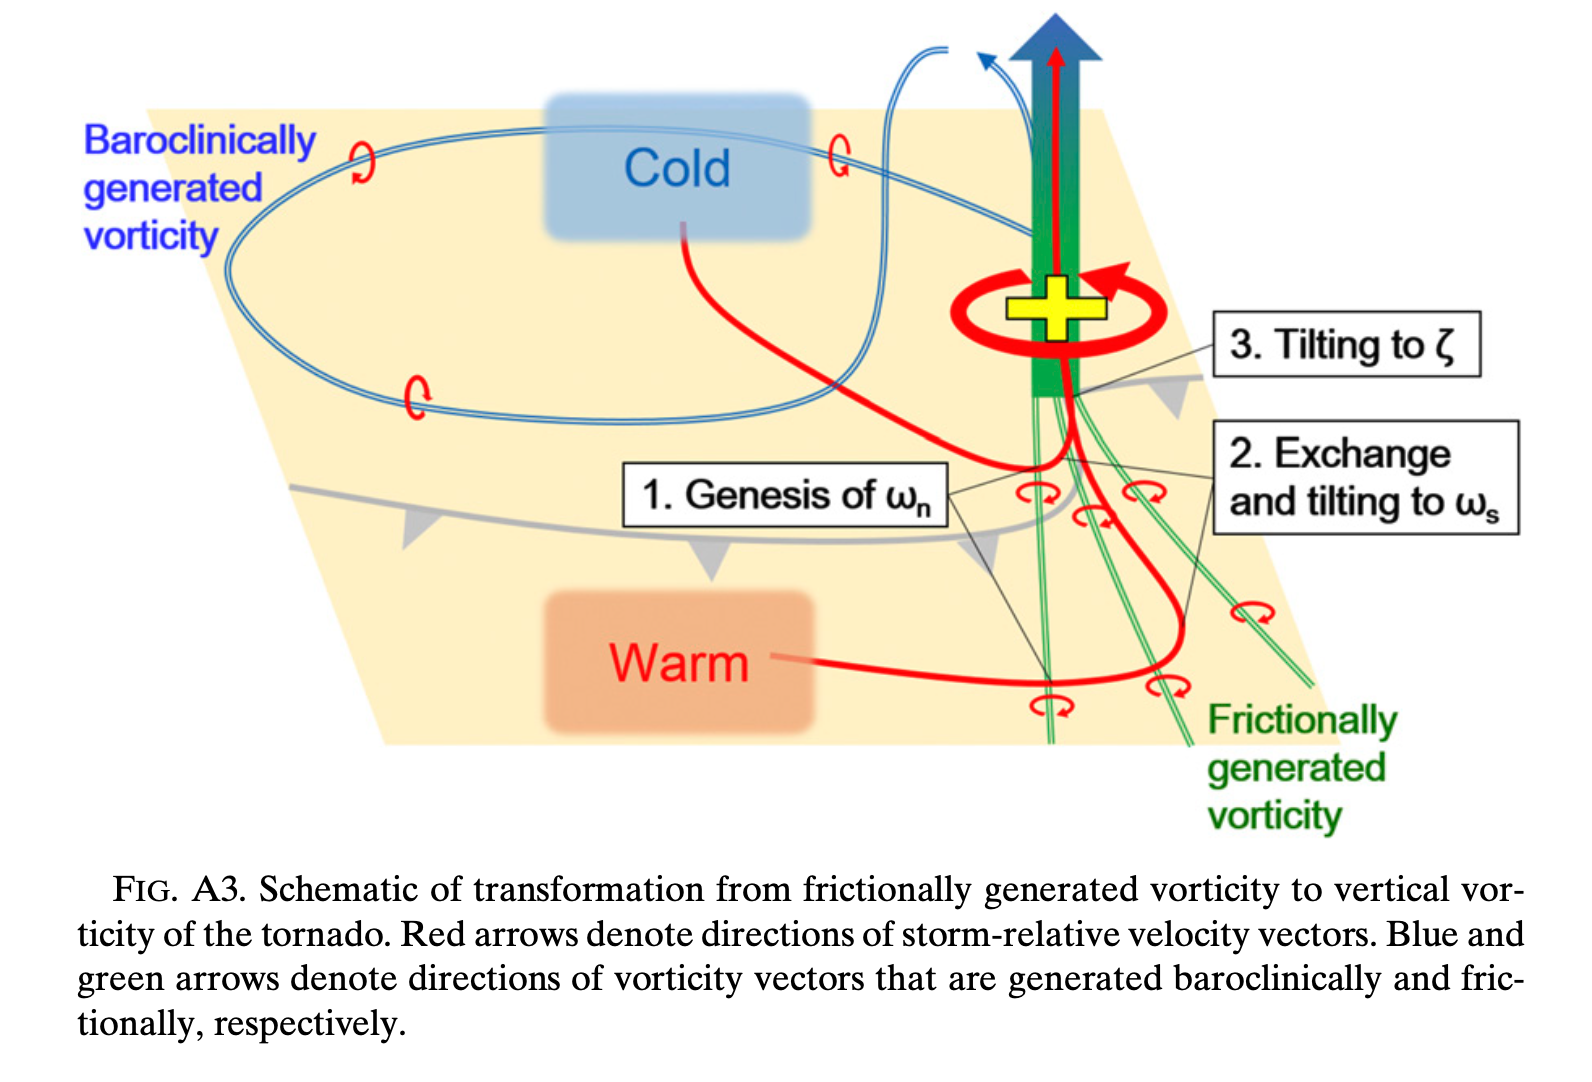 Baroclinically
generated
vorticity
Cold
3. Tilting to ζ
2. Exchange
and tilting to ωs
1. Genesis of ωn
Warm
Frictionally
generated
vorticity
FIG. A3. Schematic of transformation from frictionally generated vorticity to vertical vor-
ticity of the tornado. Red arrows denote directions of storm-relative velocity vectors. Blue and
green arrows denote directions of vorticity vectors that are generated baroclinically and fric-
tionally, respectively.